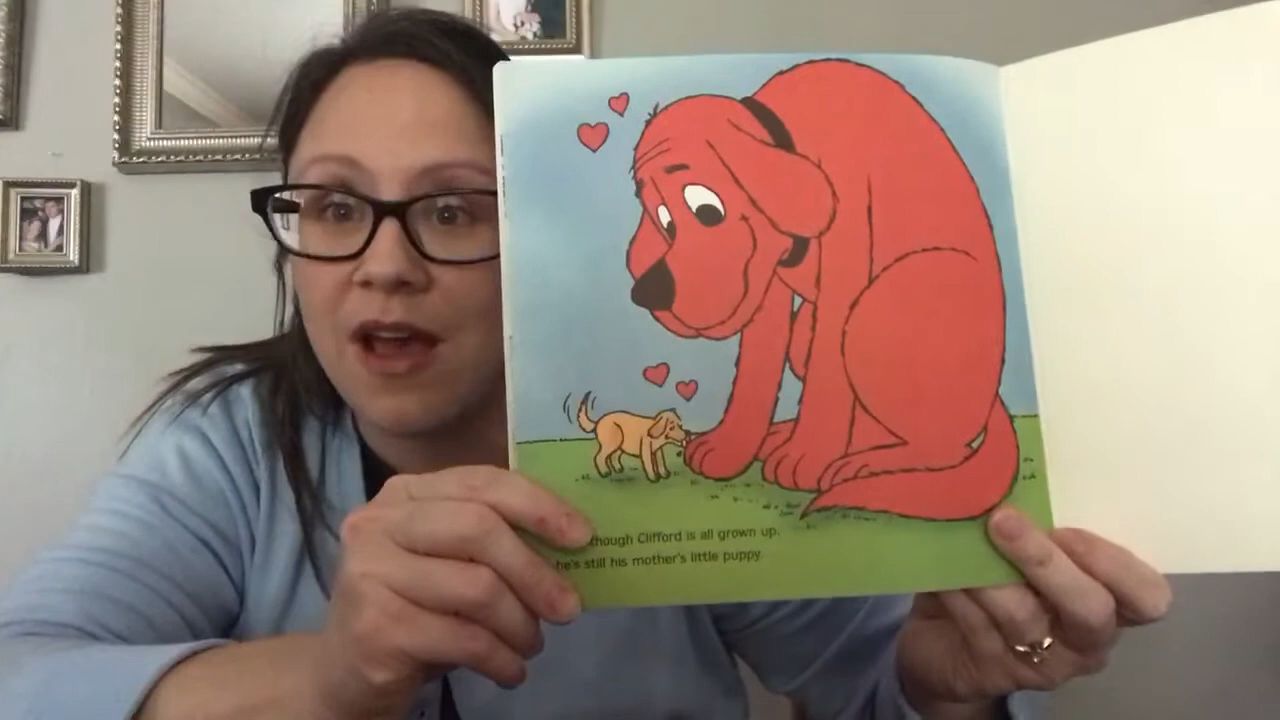 though Clifford is all grown up.
he's still his mother's little puppy.